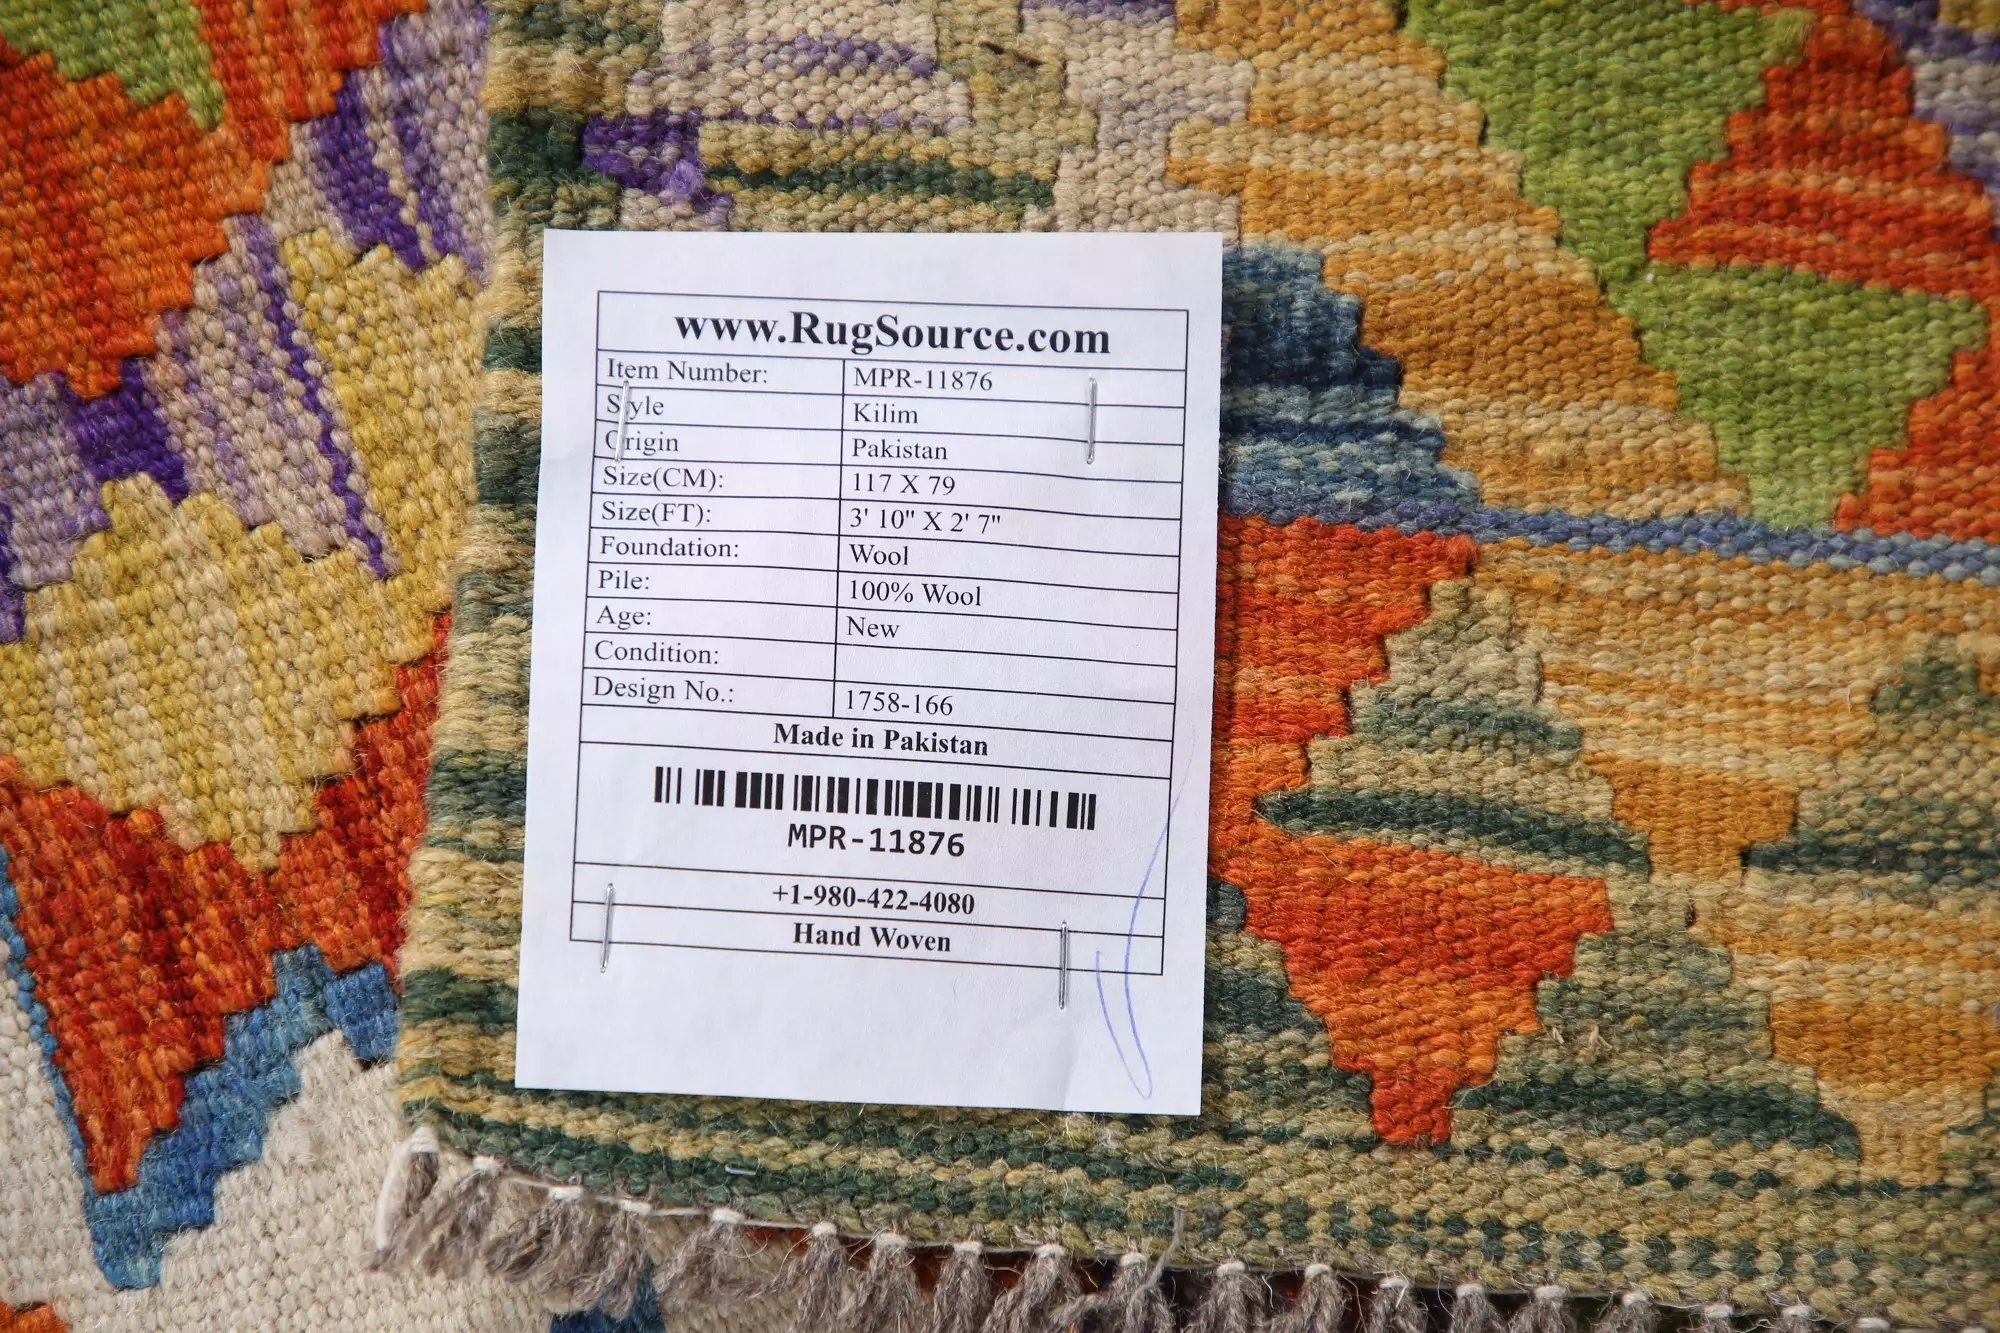 www.RugSource.com
Item Number: MPR-11876
Style Kilim
Origin Pakistan
Size(CM): 117 X 79
Size(FT): 3' 10" X 2' 7"
Foundation: Wool
Pile: 100% Wool
Age: New
Condition:
Design No.: 1758-166
Made in Pakistan
MPR-11876
+1-980-422-4080
Hand Woven